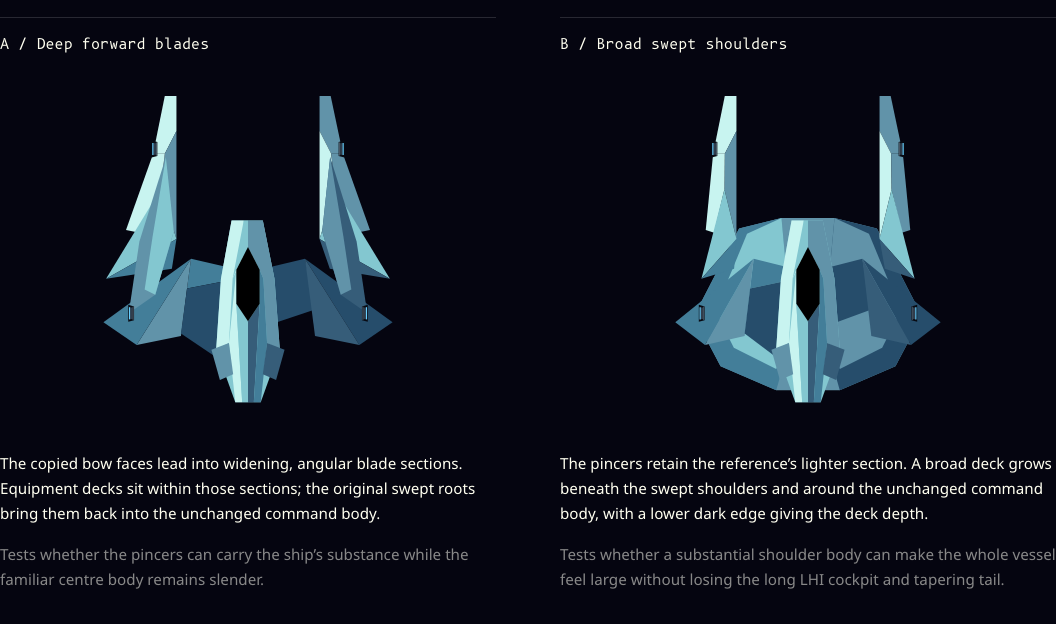 A / Deep forward blades
The copied bow faces lead into widening, angular blade sections.
Equipment decks sit within those sections; the original swept roots
bring them back into the unchanged command body.
Tests whether the pincers can carry the ship’s substance while the
familiar centre body remains slender.
B / Broad swept shoulders
The pincers retain the reference’s lighter section. A broad deck grows
beneath the swept shoulders and around the unchanged command
body, with a lower dark edge giving the deck depth.
Tests whether a substantial shoulder body can make the whole vessel
feel large without losing the long LHI cockpit and tapering tail.